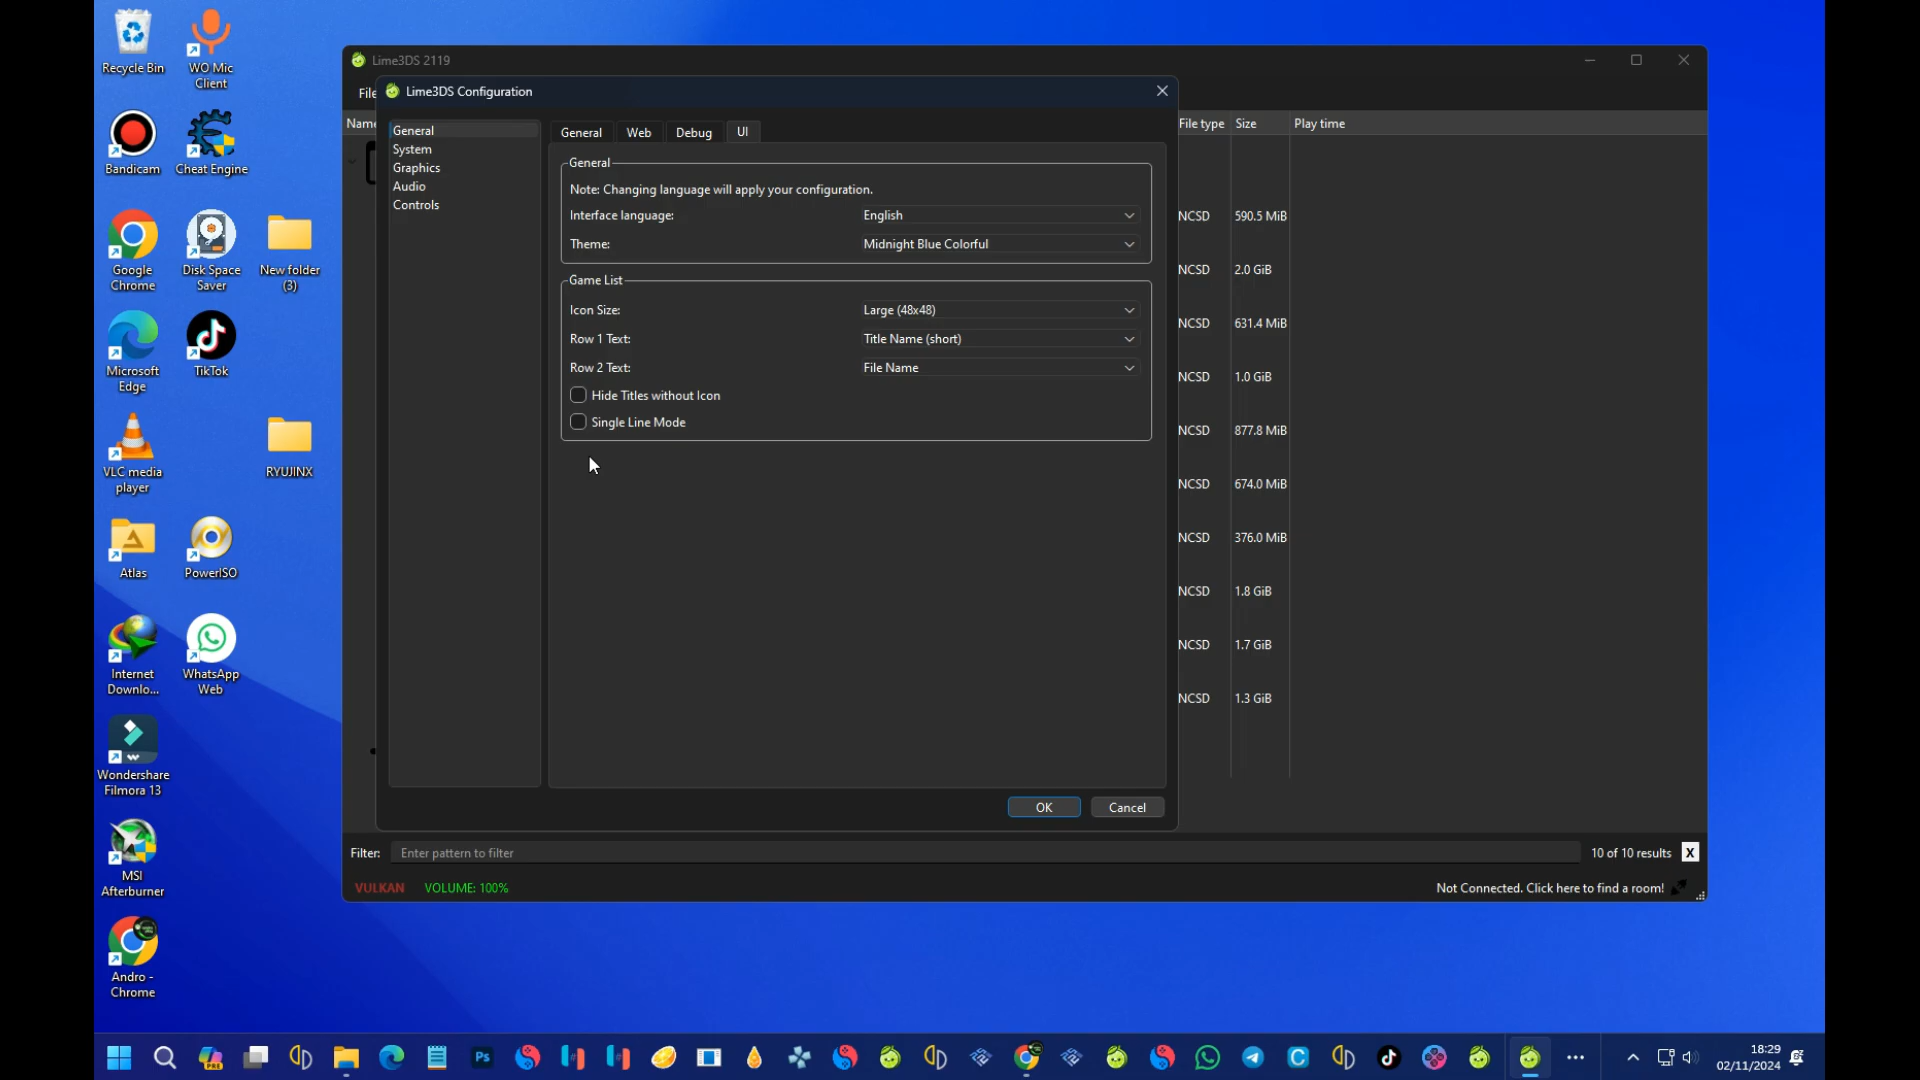 Recycle Bin
WO Mic
Client
Bandicam
Cheat Engine
Google
Chrome
Disk Space
Saver
New folder
(3)
Microsoft
Edge
TikTok
VLC media
player
RYUJINX
Atlas
PowerISO
Internet
Downlo...
WhatsApp
Web
Wondershare
Filmora 13
MSI
Afterburner
Andro -
Chrome
Lime3DS 2119
File
Name
File type Size Play time
NCSD 590.5 MiB
NCSD 2.0 GiB
NCSD 631.4 MiB
NCSD 1.0 GiB
NCSD 877.8 MiB
NCSD 674.0 MiB
NCSD 376.0 MiB
NCSD 1.8 GiB
NCSD 1.7 GiB
NCSD 1.3 GiB
Lime3DS Configuration
General
System
Graphics
Audio
Controls
General Web Debug UI
General
Note: Changing language will apply your configuration.
Interface language: English
Theme: Midnight Blue Colorful
Game List
Icon Size: Large (48x48)
Row 1 Text: Title Name (short)
Row 2 Text: File Name
Hide Titles without Icon
Single Line Mode
OK Cancel
Filter: Enter pattern to filter 10 of 10 results X
VULKAN VOLUME: 100% Not Connected. Click here to find a room!
PRE
Ps
C
18:29
02/11/2024